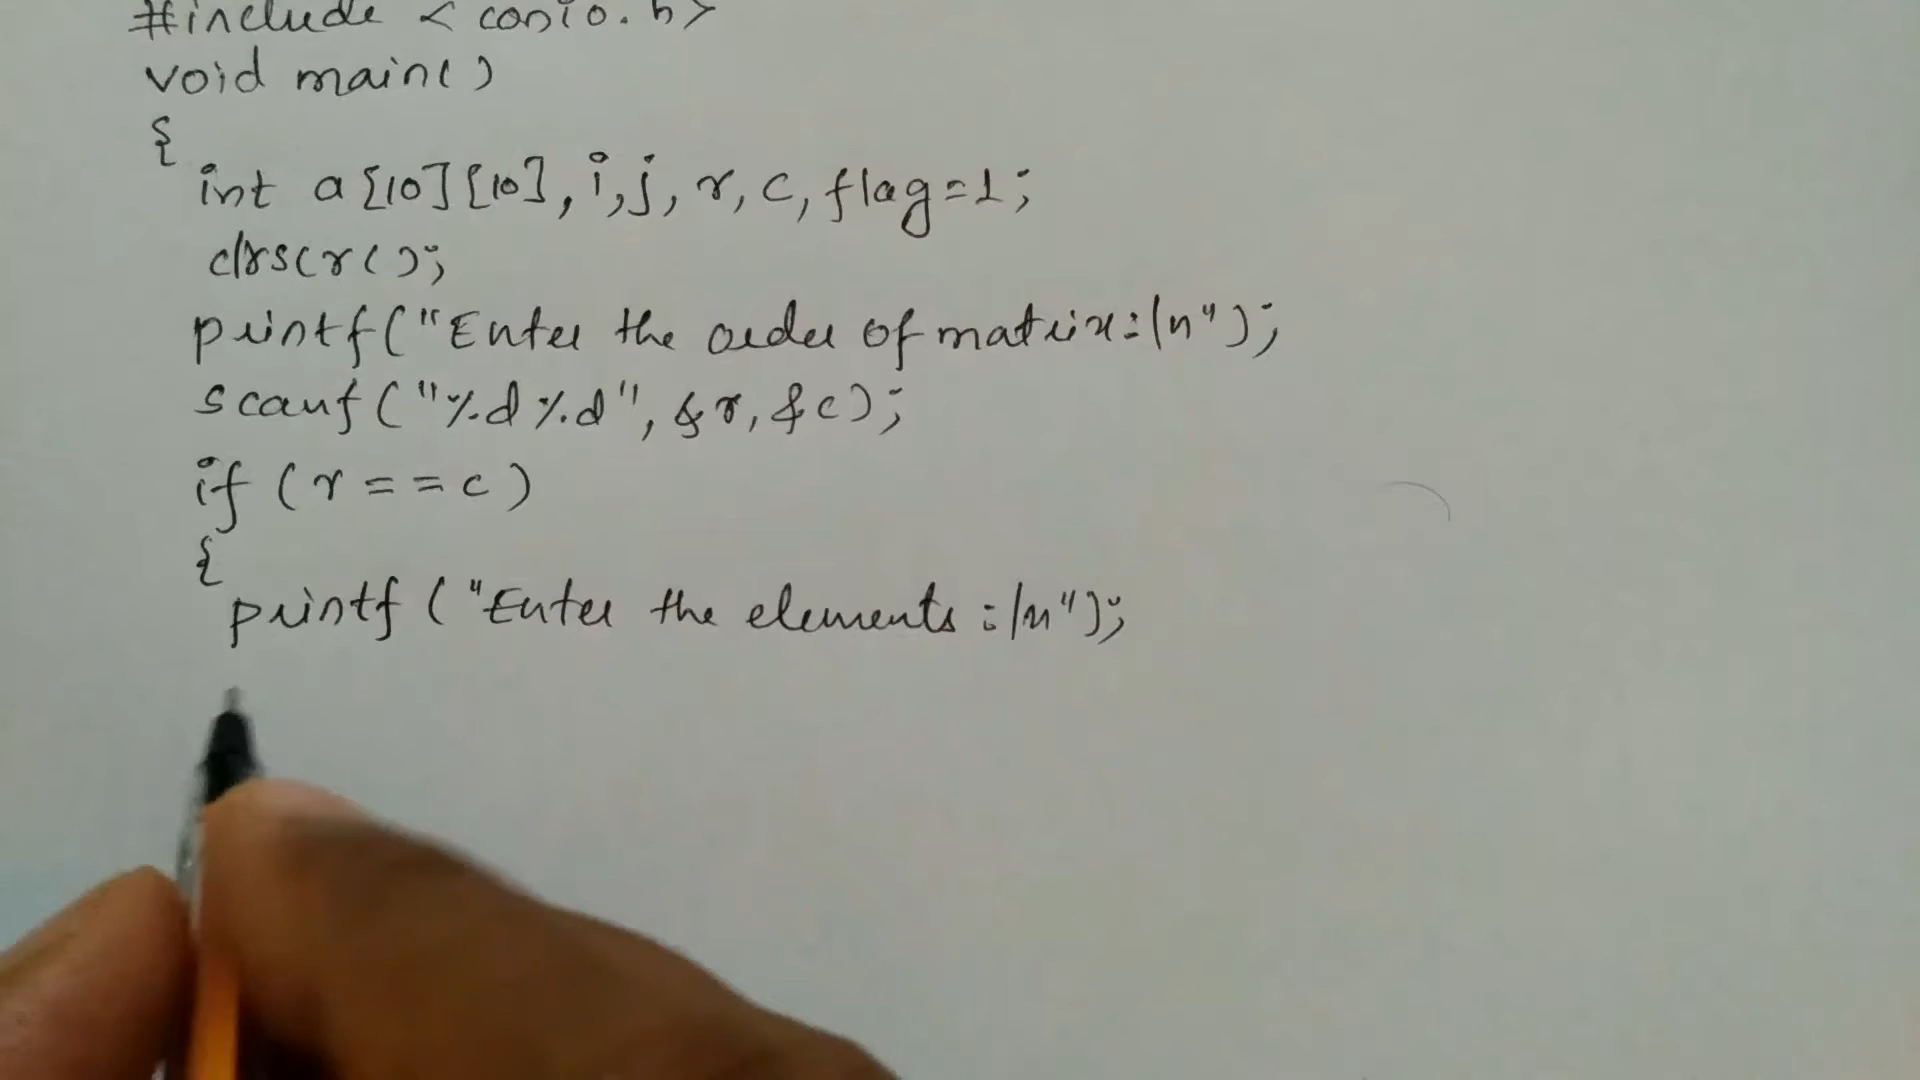 #include < conio.h>
void main()
{
int a[10][10], i,j, r, c, flag=1;
clrscr();
printf("Enter the order of matrix:\n");
scanf("%d%d", &r, &c);
if (r==c)
{
printf("Enter the elements:\n");